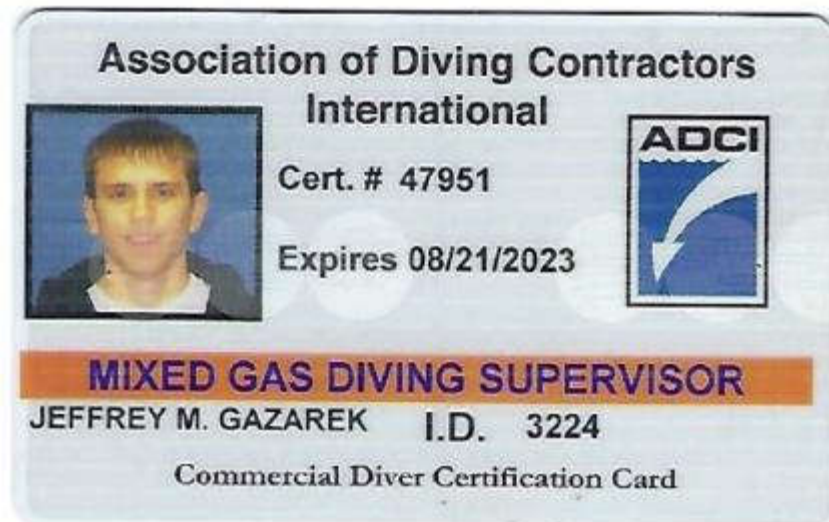 Association of Diving Contractors
International
ADCI
Cert. # 47951
Expires 08/21/2023
MIXED GAS DIVING SUPERVISOR
JEFFREY M. GAZAREK I.D. 3224
Commercial Diver Certification Card